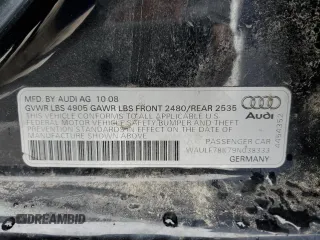 MFD. BY AUDI AG 10-08
GVWR LBS 4905 GAWR LBS FRONT 2480/REAR 2535
THIS VEHICLE CONFORMS TO ALL APPLICABLE U.S.
FEDERAL MOTOR VEHICLE SAFETY BUMPER AND THEFT
PREVENTION STANDARDS IN EFFECT ON THE DATE OF
MANUFACTURE SHOWN ABOVE.
Audi
PASSENGER CAR
DREAMBID